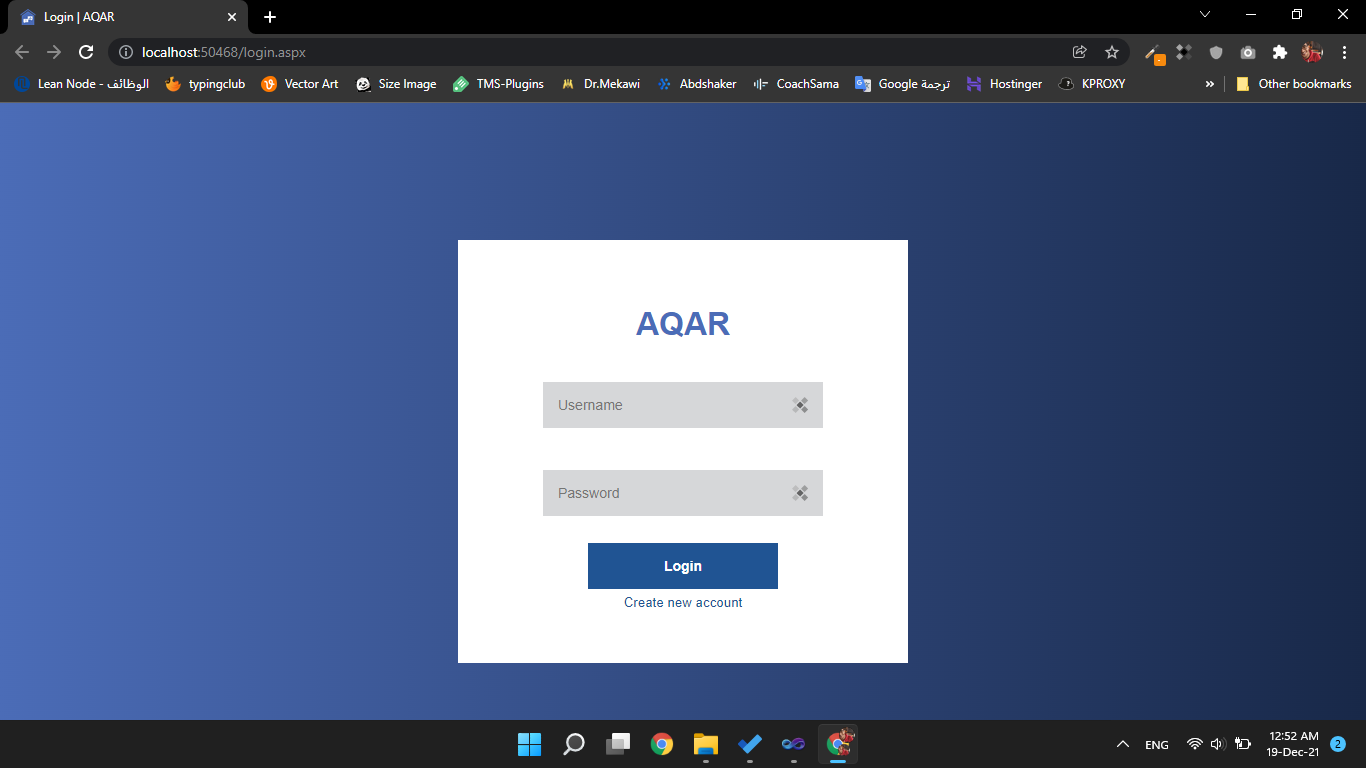 Login | AQAR
localhost:50468/login.aspx
Lean Node - الوظائف
typingclub
Vector Art
Size Image
TMS-Plugins
Dr.Mekawi
Abdshaker
CoachSama
ترجمة Google
Hostinger
KPROXY
»
Other bookmarks
AQAR
Username
Password
Login
Create new account
ENG
12:52 AM
19-Dec-21
2